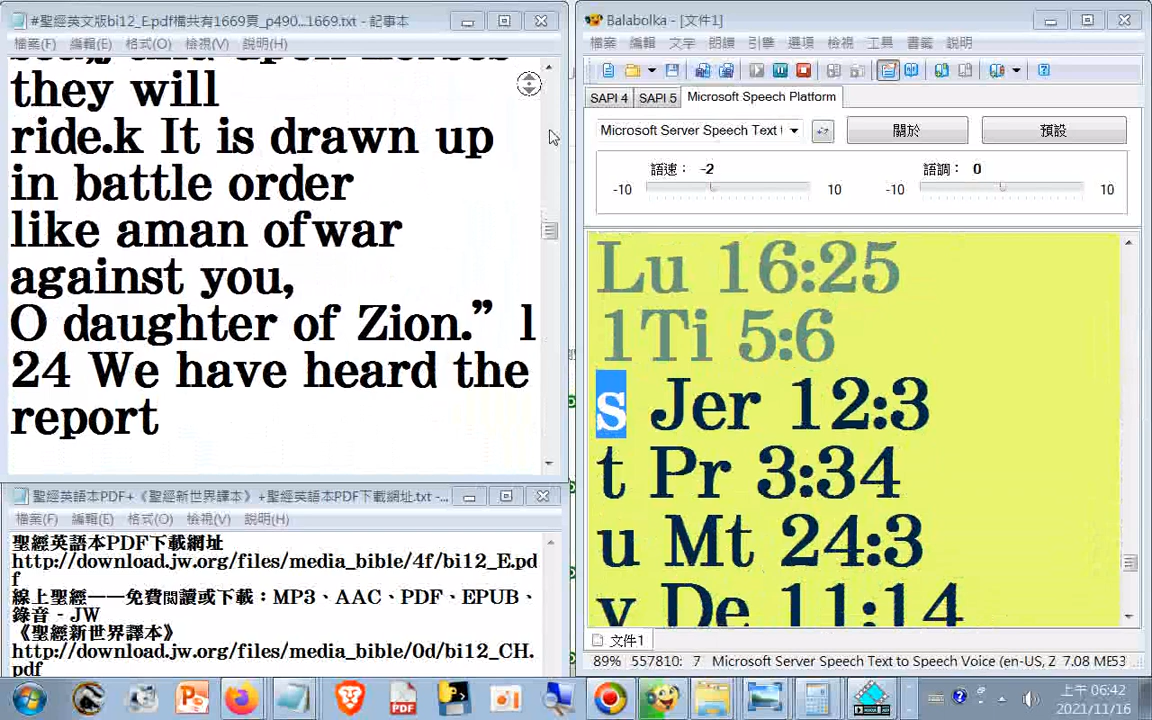 #聖經英文版bi12_E.pdf檔共有1669頁_p490...1669.txt - 記事本
檔案(F) 編輯(E) 格式(O) 檢視(V) 說明(H)
they will
ride.k It is drawn up
in battle order
like aman ofwar
against you,
O daughter of Zion.” l
24 We have heard the
report
聖經英語本PDF+《聖經新世界譯本》+聖經英語本PDF下載網址.txt -...
檔案(F) 編輯(E) 格式(O) 檢視(V) 說明(H)
聖經英語本PDF下載網址
http://download.jw.org/files/media_bible/4f/bi12_E.pd
f
線上聖經——免費閱讀或下載：MP3、AAC、PDF、EPUB、
錄音 - JW
《聖經新世界譯本》
http://download.jw.org/files/media_bible/0d/bi12_CH.
pdf
Balabolka - [文件1]
檔案 編輯 文字 朗讀 引擎 選項 檢視 工具 書籤 說明
SAPI 4 SAPI 5 Microsoft Speech Platform
Microsoft Server Speech Text t 關於 預設
語速： -2 語調： 0
-10 10 -10 10
Lu 16:25
1Ti 5:6
s Jer 12:3
t Pr 3:34
u Mt 24:3
v De 11:14
文件1
89% 557810: 7 Microsoft Server Speech Text to Speech Voice (en-US, Z 7.08 ME53
上午 06:42
2021/11/16